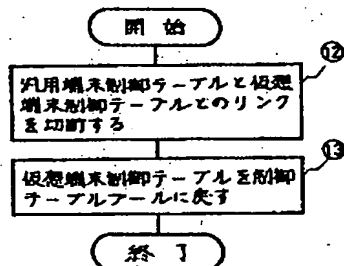 開始
⑫
汎用端末制御テーブルと仮想
端末制御テーブルとのリンク
を切断する
⑬
仮想端末制御テーブルを制御
テーブルプールに戻す
終了